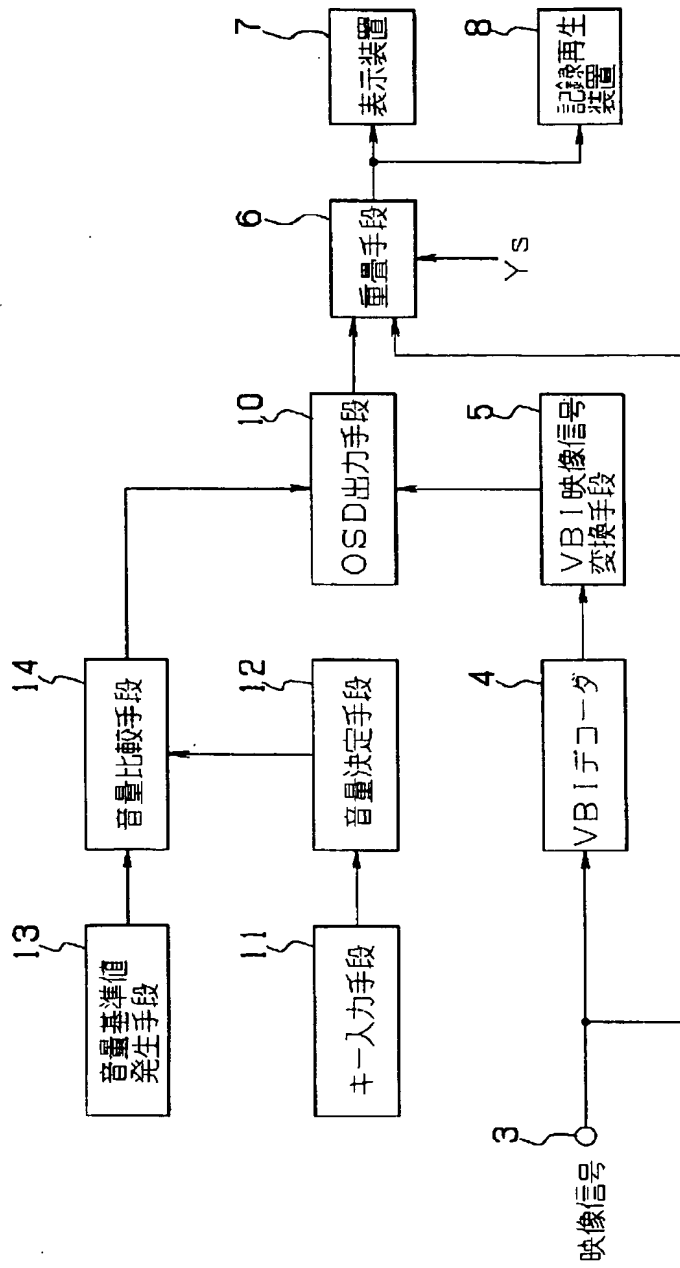 13
音量基準値
発生手段
14
音量比較手段
11
キー入力手段
12
音量決定手段
10
OSD出力手段
6
重畳手段
7
表示装置
Ys
3
映像信号
4
VBIデコーダ
5
VBI映像信号
変換手段
8
記録再生
装置